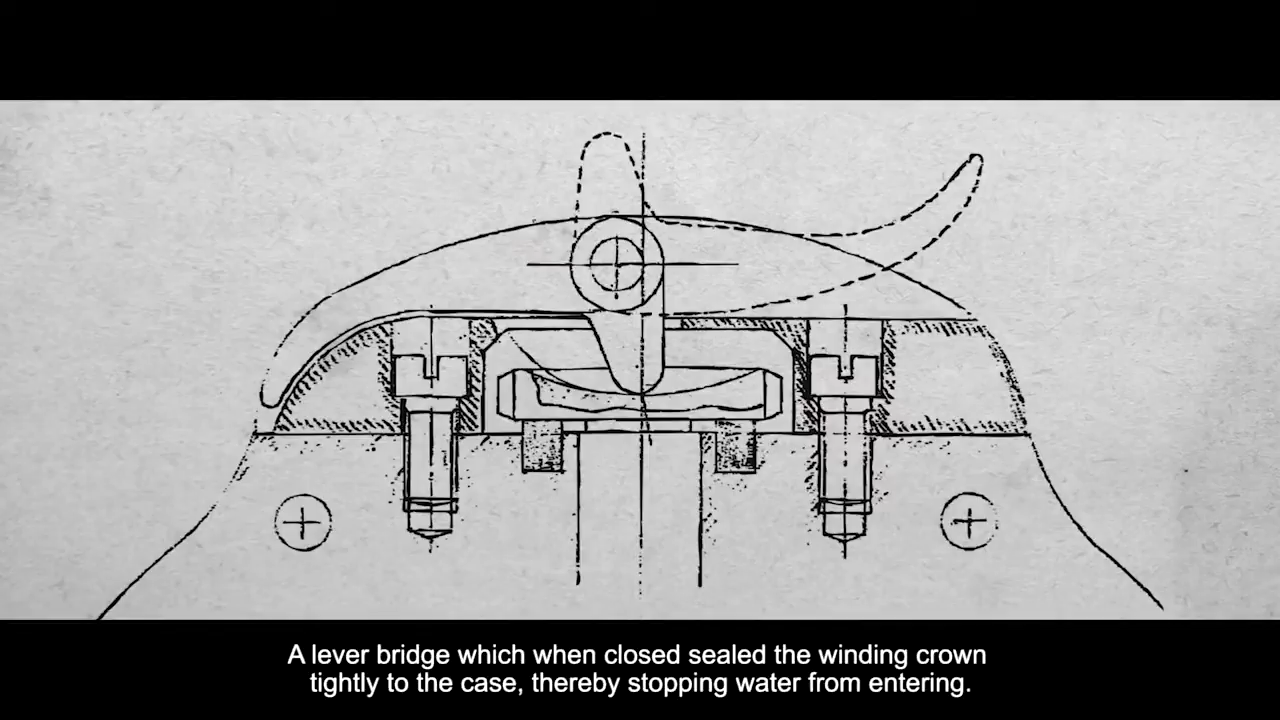 A lever bridge which when closed sealed the winding crown
tightly to the case, thereby stopping water from entering.